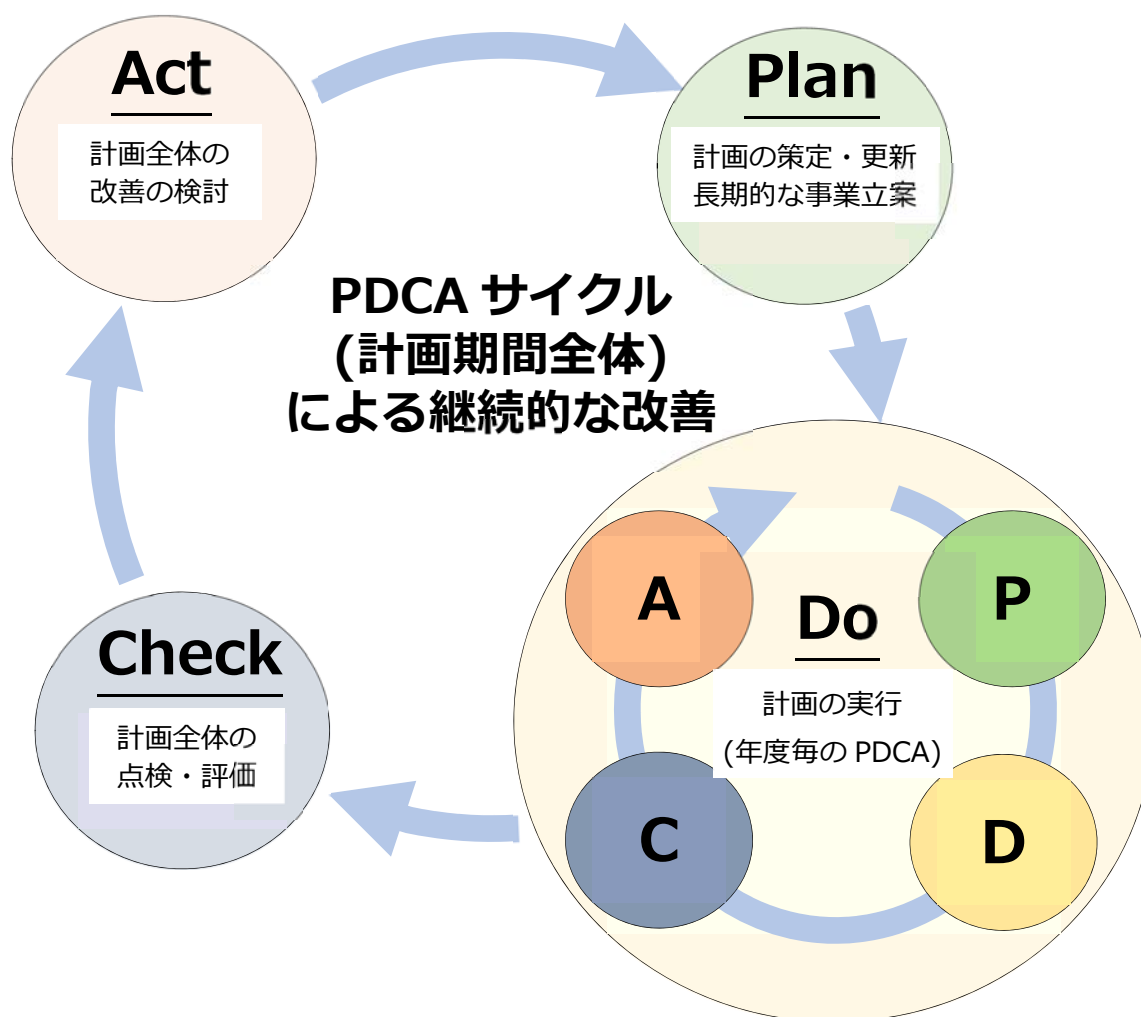 Act
計画全体の
改善の検討
Plan
計画の策定・更新
長期的な事業立案
PDCA サイクル
(計画期間全体)
による継続的な改善
A
P
Do
計画の実行
(年度毎の PDCA)
C
D
Check
計画全体の
点検・評価